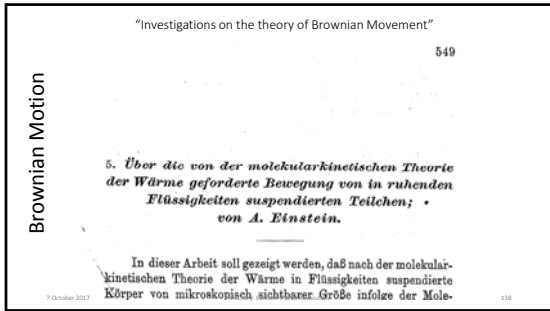 “Investigations on the theory of Brownian Movement”
549
Brownian Motion
5. Über die von der molekularkinetischen Theorie
der Wärme geforderte Bewegung von in ruhenden
Flüssigkeiten suspendierten Teilchen;
von A. Einstein.
In dieser Arbeit soll gezeigt werden, daß nach der molekular-
kinetischen Theorie der Wärme in Flüssigkeiten suspendierte
Körper von mikroskopisch sichtbarer Größe infolge der Mole-
7 October 2017
138